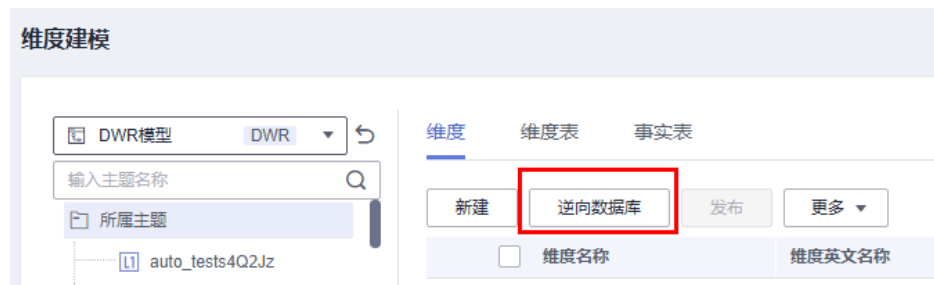 维度建模
DWR模型 DWR
输入主题名称
所属主题
L1 auto_tests4Q2Jz
维度 维度表 事实表
新建 逆向数据库 发布 更多
维度名称 维度英文名称